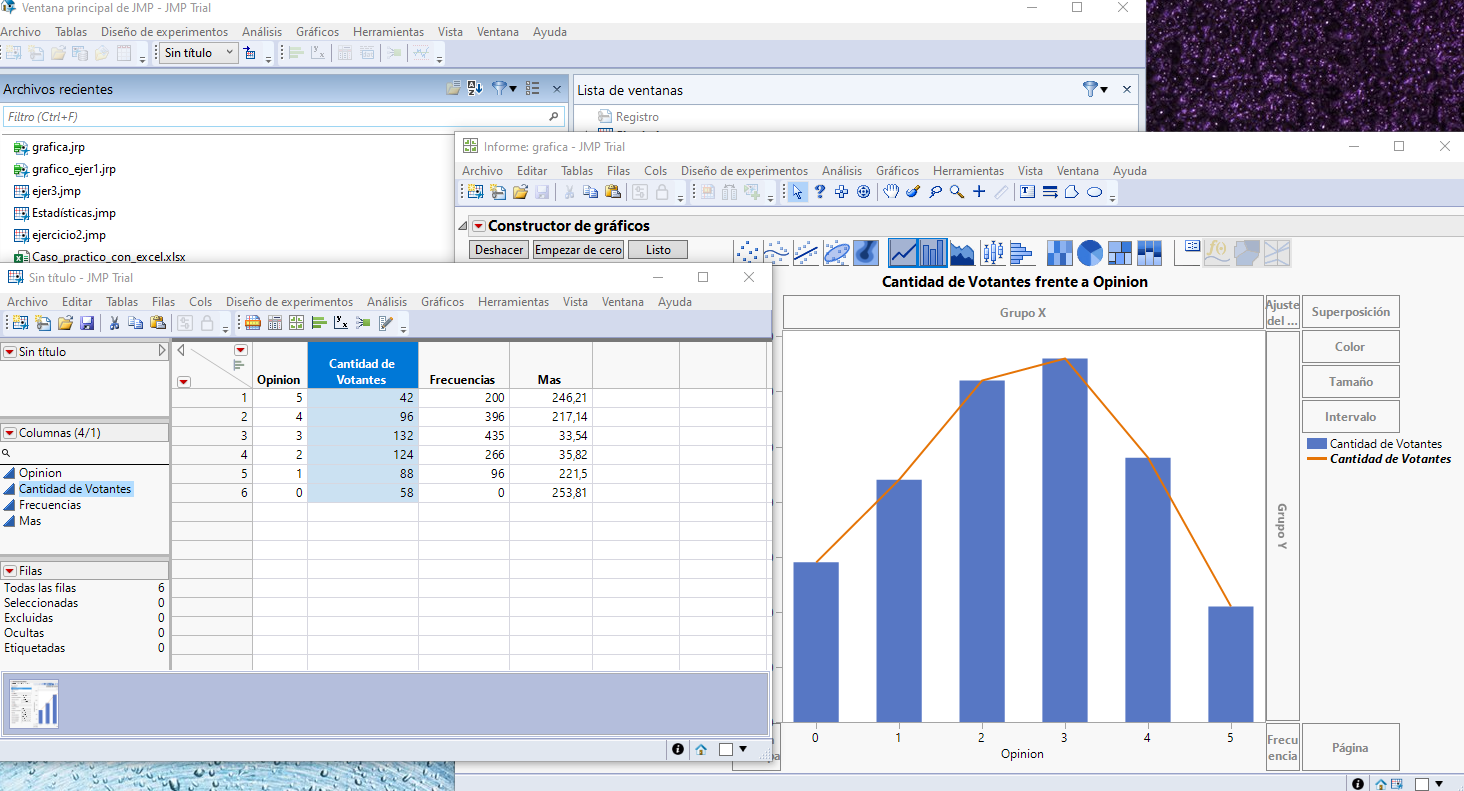 Ventana principal de JMP - JMP Trial
Archivo Tablas Diseño de experimentos Análisis Gráficos Herramientas Vista Ventana Ayuda
Sin título
Archivos recientes
Filtro (Ctrl+F)
grafica.jrp
grafico_ejer1.jrp
ejer3.jmp
Estadísticas.jmp
ejercicio2.jmp
Caso_practico_con_excel.xlsx
Lista de ventanas
Registro
Informe: grafica - JMP Trial
Archivo Editar Tablas Filas Cols Diseño de experimentos Análisis Gráficos Herramientas Vista Ventana Ayuda
Constructor de gráficos
Deshacer Empezar de cero Listo
Cantidad de Votantes frente a Opinion
Grupo X
Ajuste
del ...
Superposición
Color
Tamaño
Intervalo
Cantidad de Votantes
Cantidad de Votantes
Grupo Y
0 1 2 3 4 5
Opinion
Frecu
encia
Página
Sin título - JMP Trial
Archivo Editar Tablas Filas Cols Diseño de experimentos Análisis Gráficos Herramientas Vista Ventana Ayuda
Sin título
Columnas (4/1)
Opinion
Cantidad de Votantes
Frecuencias
Mas
Filas
Todas las filas 6
Seleccionadas 0
Excluidas 0
Ocultas 0
Etiquetadas 0
Opinion Cantidad de Votantes Frecuencias Mas
1 5 42 200 246,21
2 4 96 396 217,14
3 3 132 435 33,54
4 2 124 266 35,82
5 1 88 96 221,5
6 0 58 0 253,81